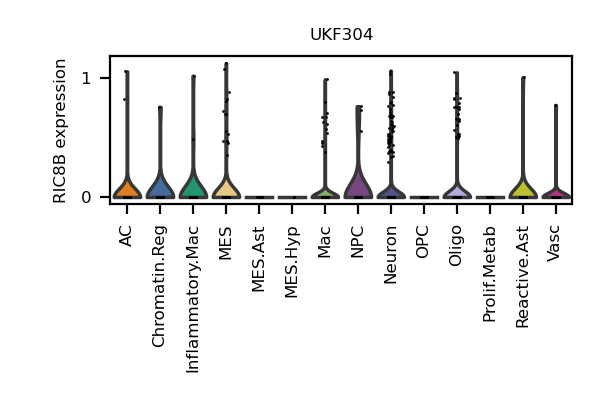 UKF304
RIC8B expression
1
0
AC
Chromatin.Reg
Inflammatory.Mac
MES
MES.Ast
MES.Hyp
Mac
NPC
Neuron
OPC
Oligo
Prolif.Metab
Reactive.Ast
Vasc